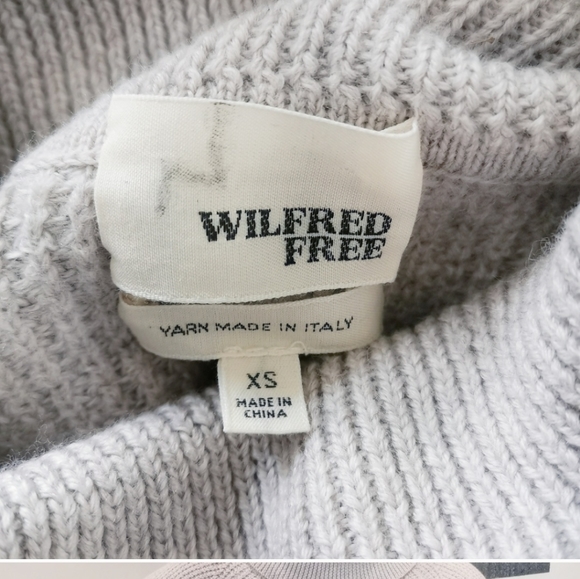 WILFRED
FREE
YARN MADE IN ITALY
XS
MADE IN
CHINA